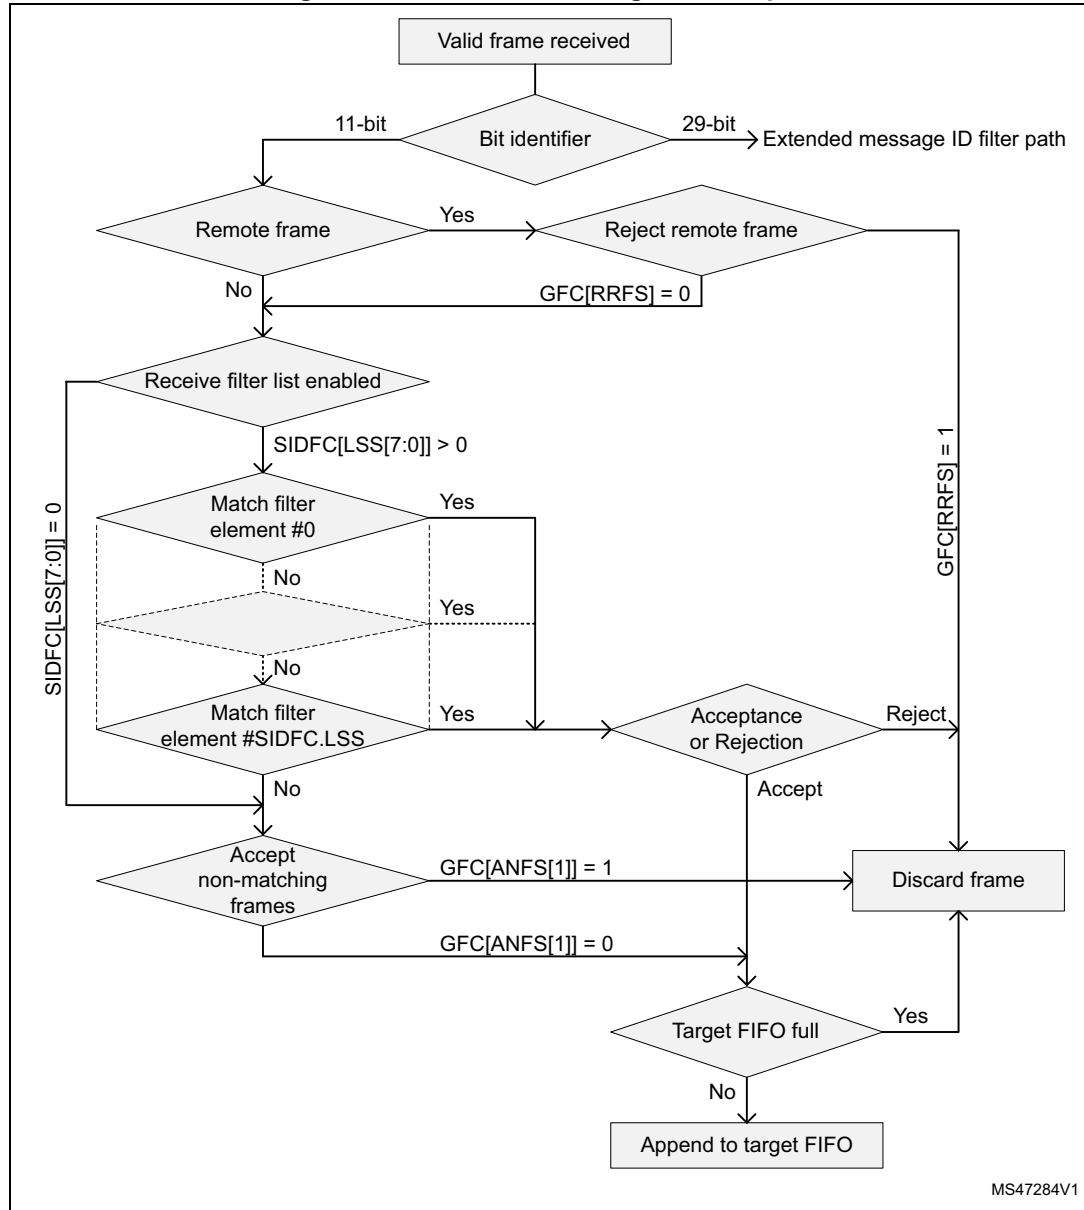 Valid frame received
11-bit
Bit identifier
29-bit
Extended message ID filter path
Remote frame
Yes
Reject remote frame
No
GFC[RRFS] = 0
Receive filter list enabled
SIDFC[LSS[7:0]] > 0
GFC[RRFS] = 1
SIDFC[LSS[7:0]] = 0
Match filter
element #0
Yes
No
Yes
No
Match filter
element #SIDFC.LSS
Yes
Acceptance
or Rejection
Reject
No
Accept
Accept
non-matching
frames
GFC[ANFS[1]] = 1
Discard frame
GFC[ANFS[1]] = 0
Target FIFO full
Yes
No
Append to target FIFO
MS47284V1